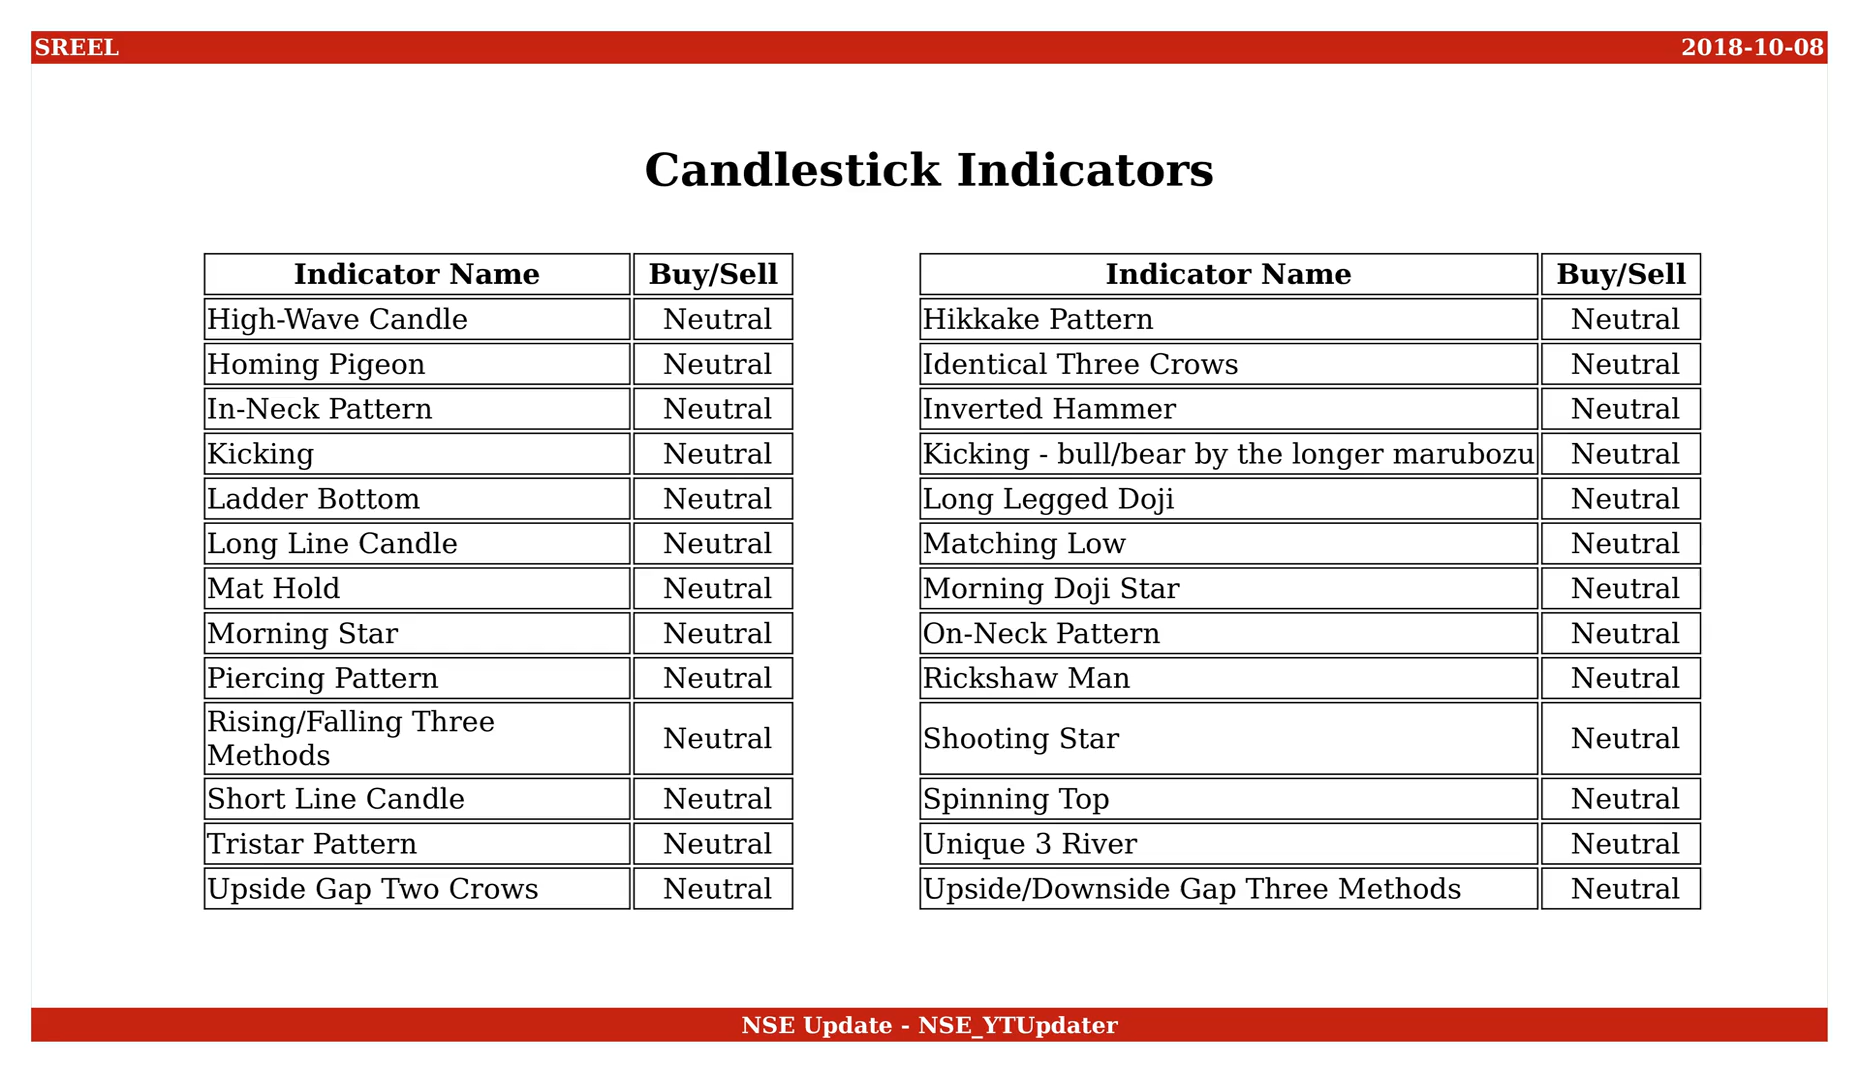 SREEL 2018-10-08
Candlestick Indicators
Indicator Name Buy/Sell Indicator Name Buy/Sell
High-Wave Candle Neutral Hikkake Pattern Neutral
Homing Pigeon Neutral Identical Three Crows Neutral
In-Neck Pattern Neutral Inverted Hammer Neutral
Kicking Neutral Kicking - bull/bear by the longer marubozu Neutral
Ladder Bottom Neutral Long Legged Doji Neutral
Long Line Candle Neutral Matching Low Neutral
Mat Hold Neutral Morning Doji Star Neutral
Morning Star Neutral On-Neck Pattern Neutral
Piercing Pattern Neutral Rickshaw Man Neutral
Rising/Falling Three
Methods Neutral Shooting Star Neutral
Short Line Candle Neutral Spinning Top Neutral
Tristar Pattern Neutral Unique 3 River Neutral
Upside Gap Two Crows Neutral Upside/Downside Gap Three Methods Neutral
NSE Update - NSE_YTUpdater